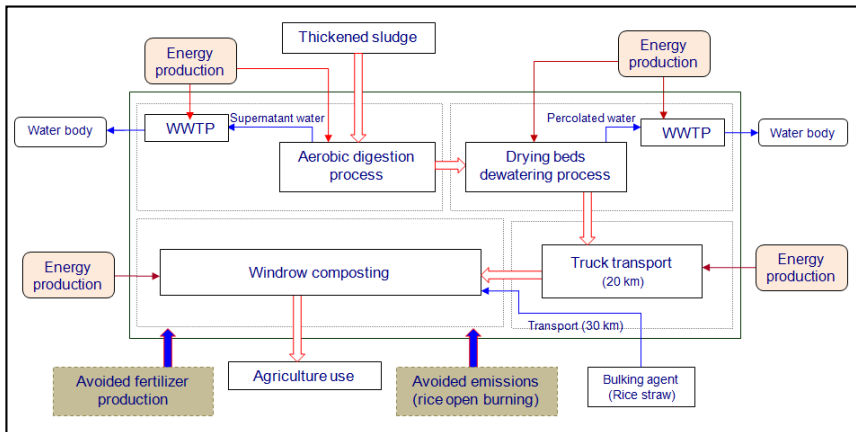 Energy
production
Thickened sludge
Energy
production
Water body
WWTP
Supernatant water
Percolated water
WWTP
Water body
Aerobic digestion
process
Drying beds
dewatering process
Energy
production
Windrow composting
Truck transport
(20 km)
Energy
production
Transport (30 km)
Avoided fertilizer
production
Agriculture use
Avoided emissions
(rice open burning)
Bulking agent
(Rice straw)